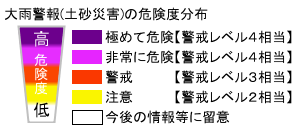 大雨警報(土砂災害)の危険度分布
高
危険度
低
極めて危険【警戒レベル4相当】
非常に危険【警戒レベル4相当】
警戒【警戒レベル3相当】
注意【警戒レベル2相当】
今後の情報等に留意